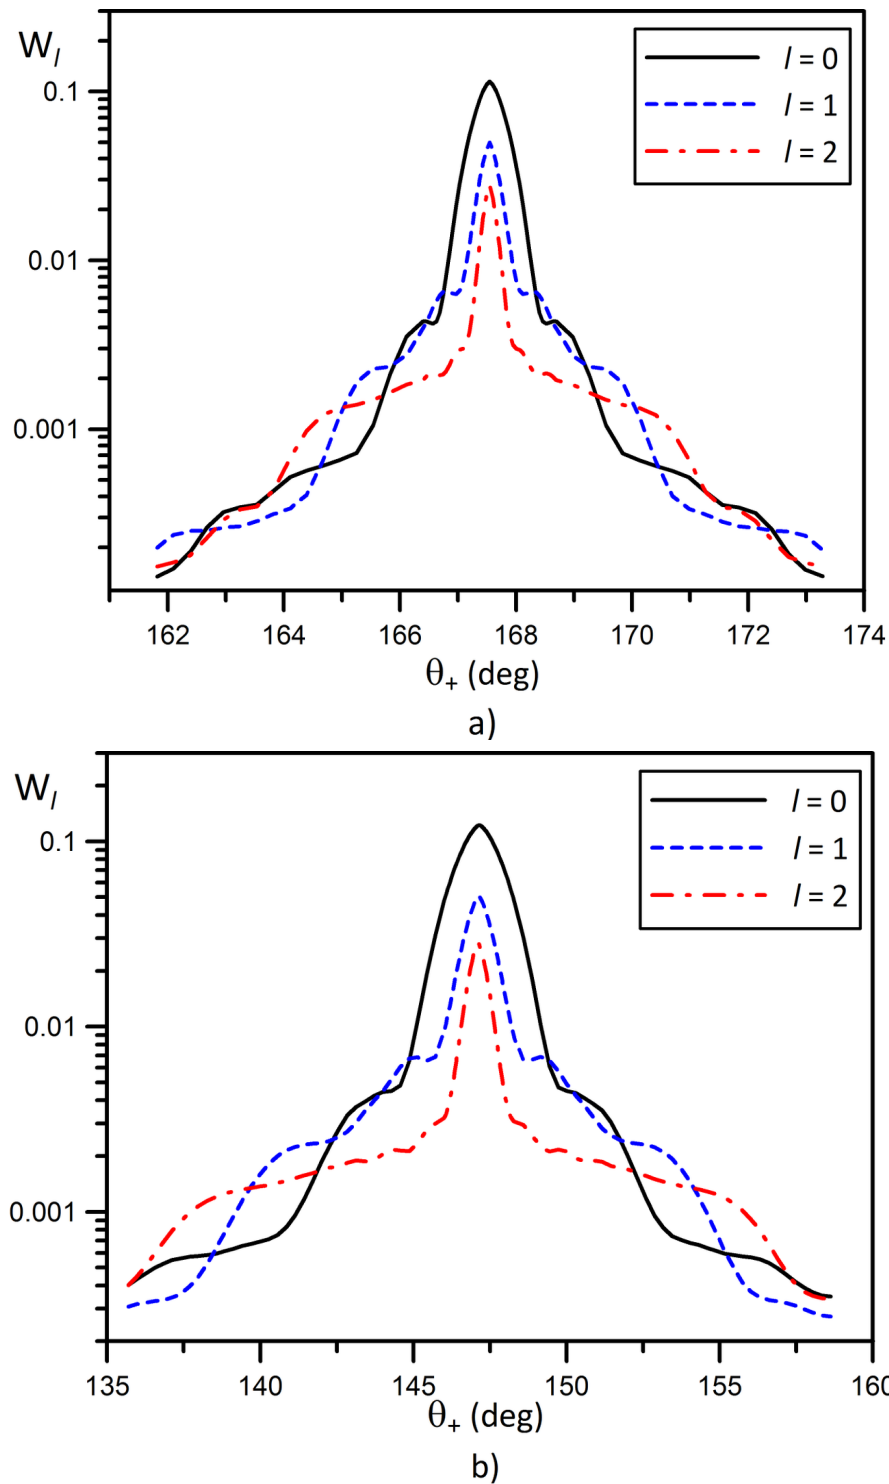 W_l
l = 0
l = 1
l = 2
0.1
0.01
0.001
162 164 166 168 170 172 174
θ₊ (deg)
a)
W_l
l = 0
l = 1
l = 2
0.1
0.01
0.001
135 140 145 150 155 160
θ₊ (deg)
b)